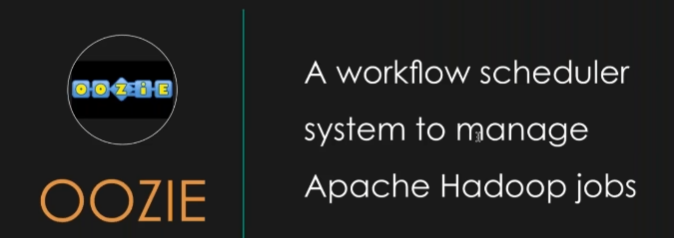 OOZiE
OOZIE
A workflow scheduler
system to manage
Apache Hadoop jobs